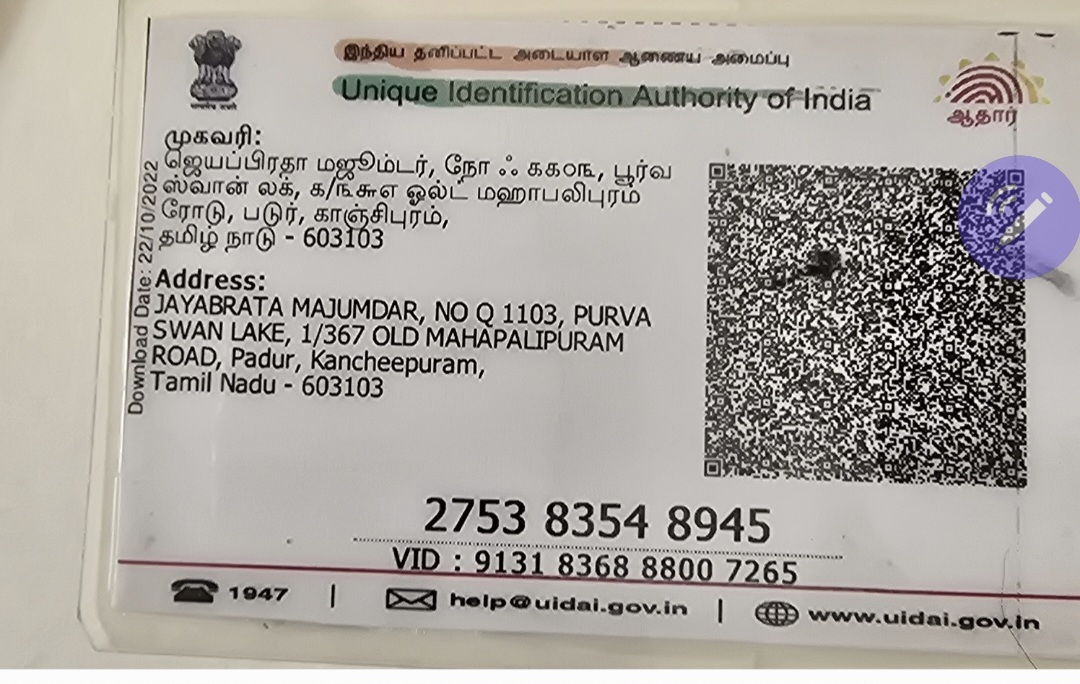 இந்திய தனிப்பட்ட அடையாள ஆணைய அமைப்பு
Unique Identification Authority of India
ஆதார்
முகவரி:
ஜெயப்பிரதா மஜூம்டர், நோ ஃ ௧௧௦௩, பூர்வ
ஸ்வான் லக், ௧/௩௬௭ ஓல்ட் மஹாபலிபுரம்
ரோடு, படுர், காஞ்சிபுரம்,
தமிழ் நாடு - 603103
Address:
JAYABRATA MAJUMDAR, NO Q 1103, PURVA
SWAN LAKE, 1/367 OLD MAHAPALIPURAM
ROAD, Padur, Kancheepuram,
Tamil Nadu - 603103
Download Date: 22/10/2022
2753 8354 8945
VID : 9131 8368 8800 7265
1947 | help@uidai.gov.in | www.uidai.gov.in